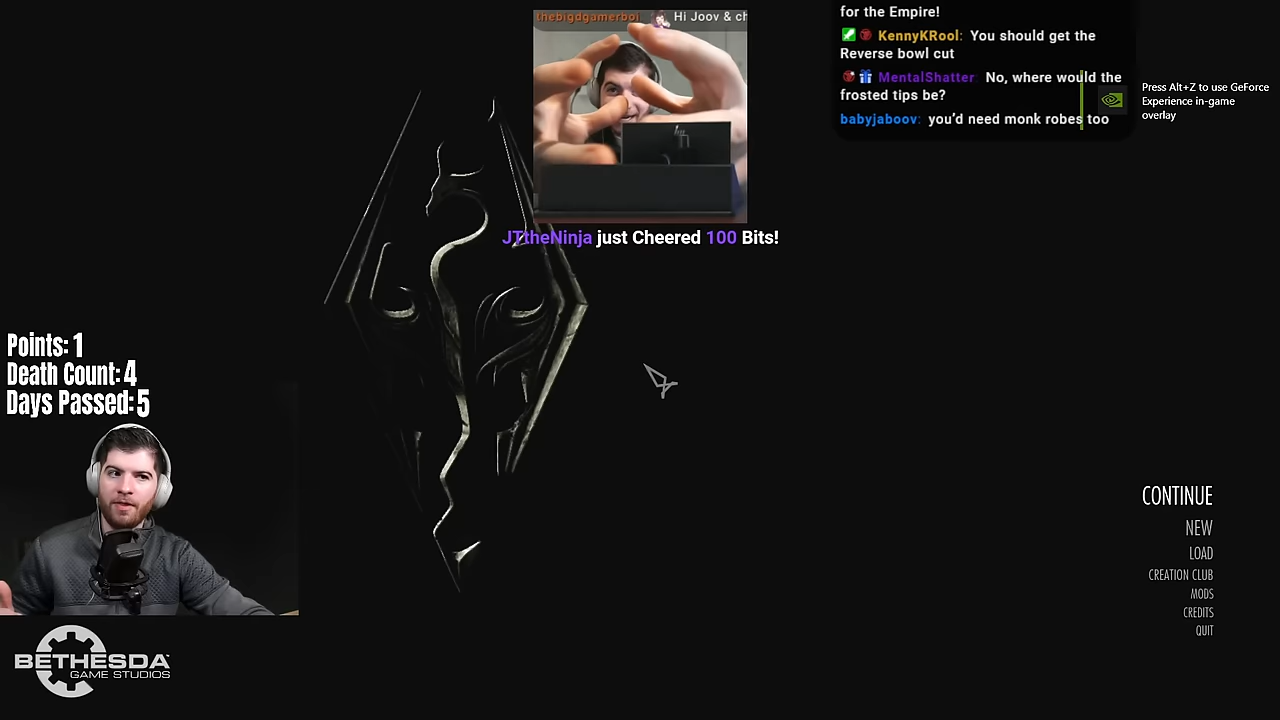 thebigdgamerboi
Hi Joov & ch
for the Empire!
KennyKRool: You should get the
Reverse bowl cut
MentalShatter: No, where would the
frosted tips be?
babyjaboov: you'd need monk robes too
Press Alt+Z to use GeForce
Experience in-game
overlay
hp
JTtheNinja just Cheered 100 Bits!
Points: 1
Death Count: 4
Days Passed: 5
CONTINUE
NEW
LOAD
CREATION CLUB
MODS
CREDITS
QUIT
BETHESDA
GAME STUDIOS